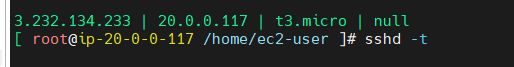 3.232.134.233 | 20.0.0.117 | t3.micro | null
[ root@ip-20-0-0-117 /home/ec2-user ]# sshd -t